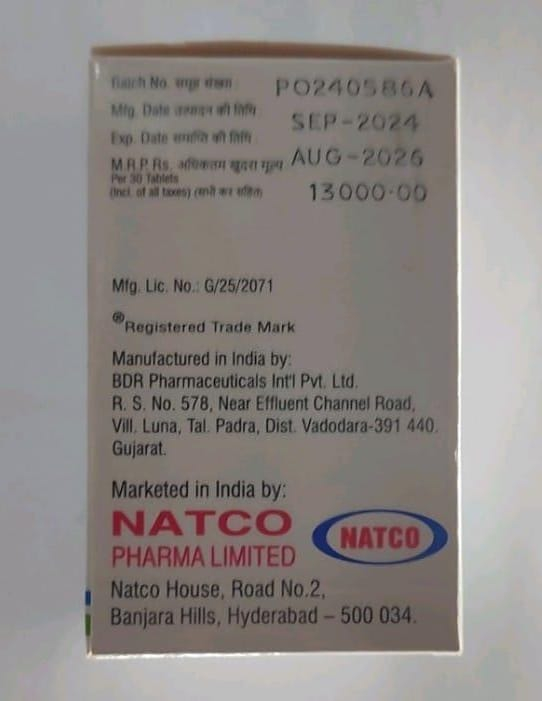 Batch No. समूह संख्या : PO240586A
Mfg. Date उत्पादन की तिथि : SEP-2024
Exp. Date समाप्ति की तिथि : AUG-2026
M.R.P.Rs. अधिकतम खुदरा मूल्य 13000.00
Per 30 Tablets
(Incl. of all taxes) (सभी कर सहित)
Mfg. Lic. No.: G/25/2071
®Registered Trade Mark
Manufactured in India by:
BDR Pharmaceuticals Int'l Pvt. Ltd.
R. S. No. 578, Near Effluent Channel Road,
Vill. Luna, Tal. Padra, Dist. Vadodara-391 440.
Gujarat.
Marketed in India by:
NATCO
PHARMA LIMITED
NATCO
Natco House, Road No.2,
Banjara Hills, Hyderabad – 500 034.